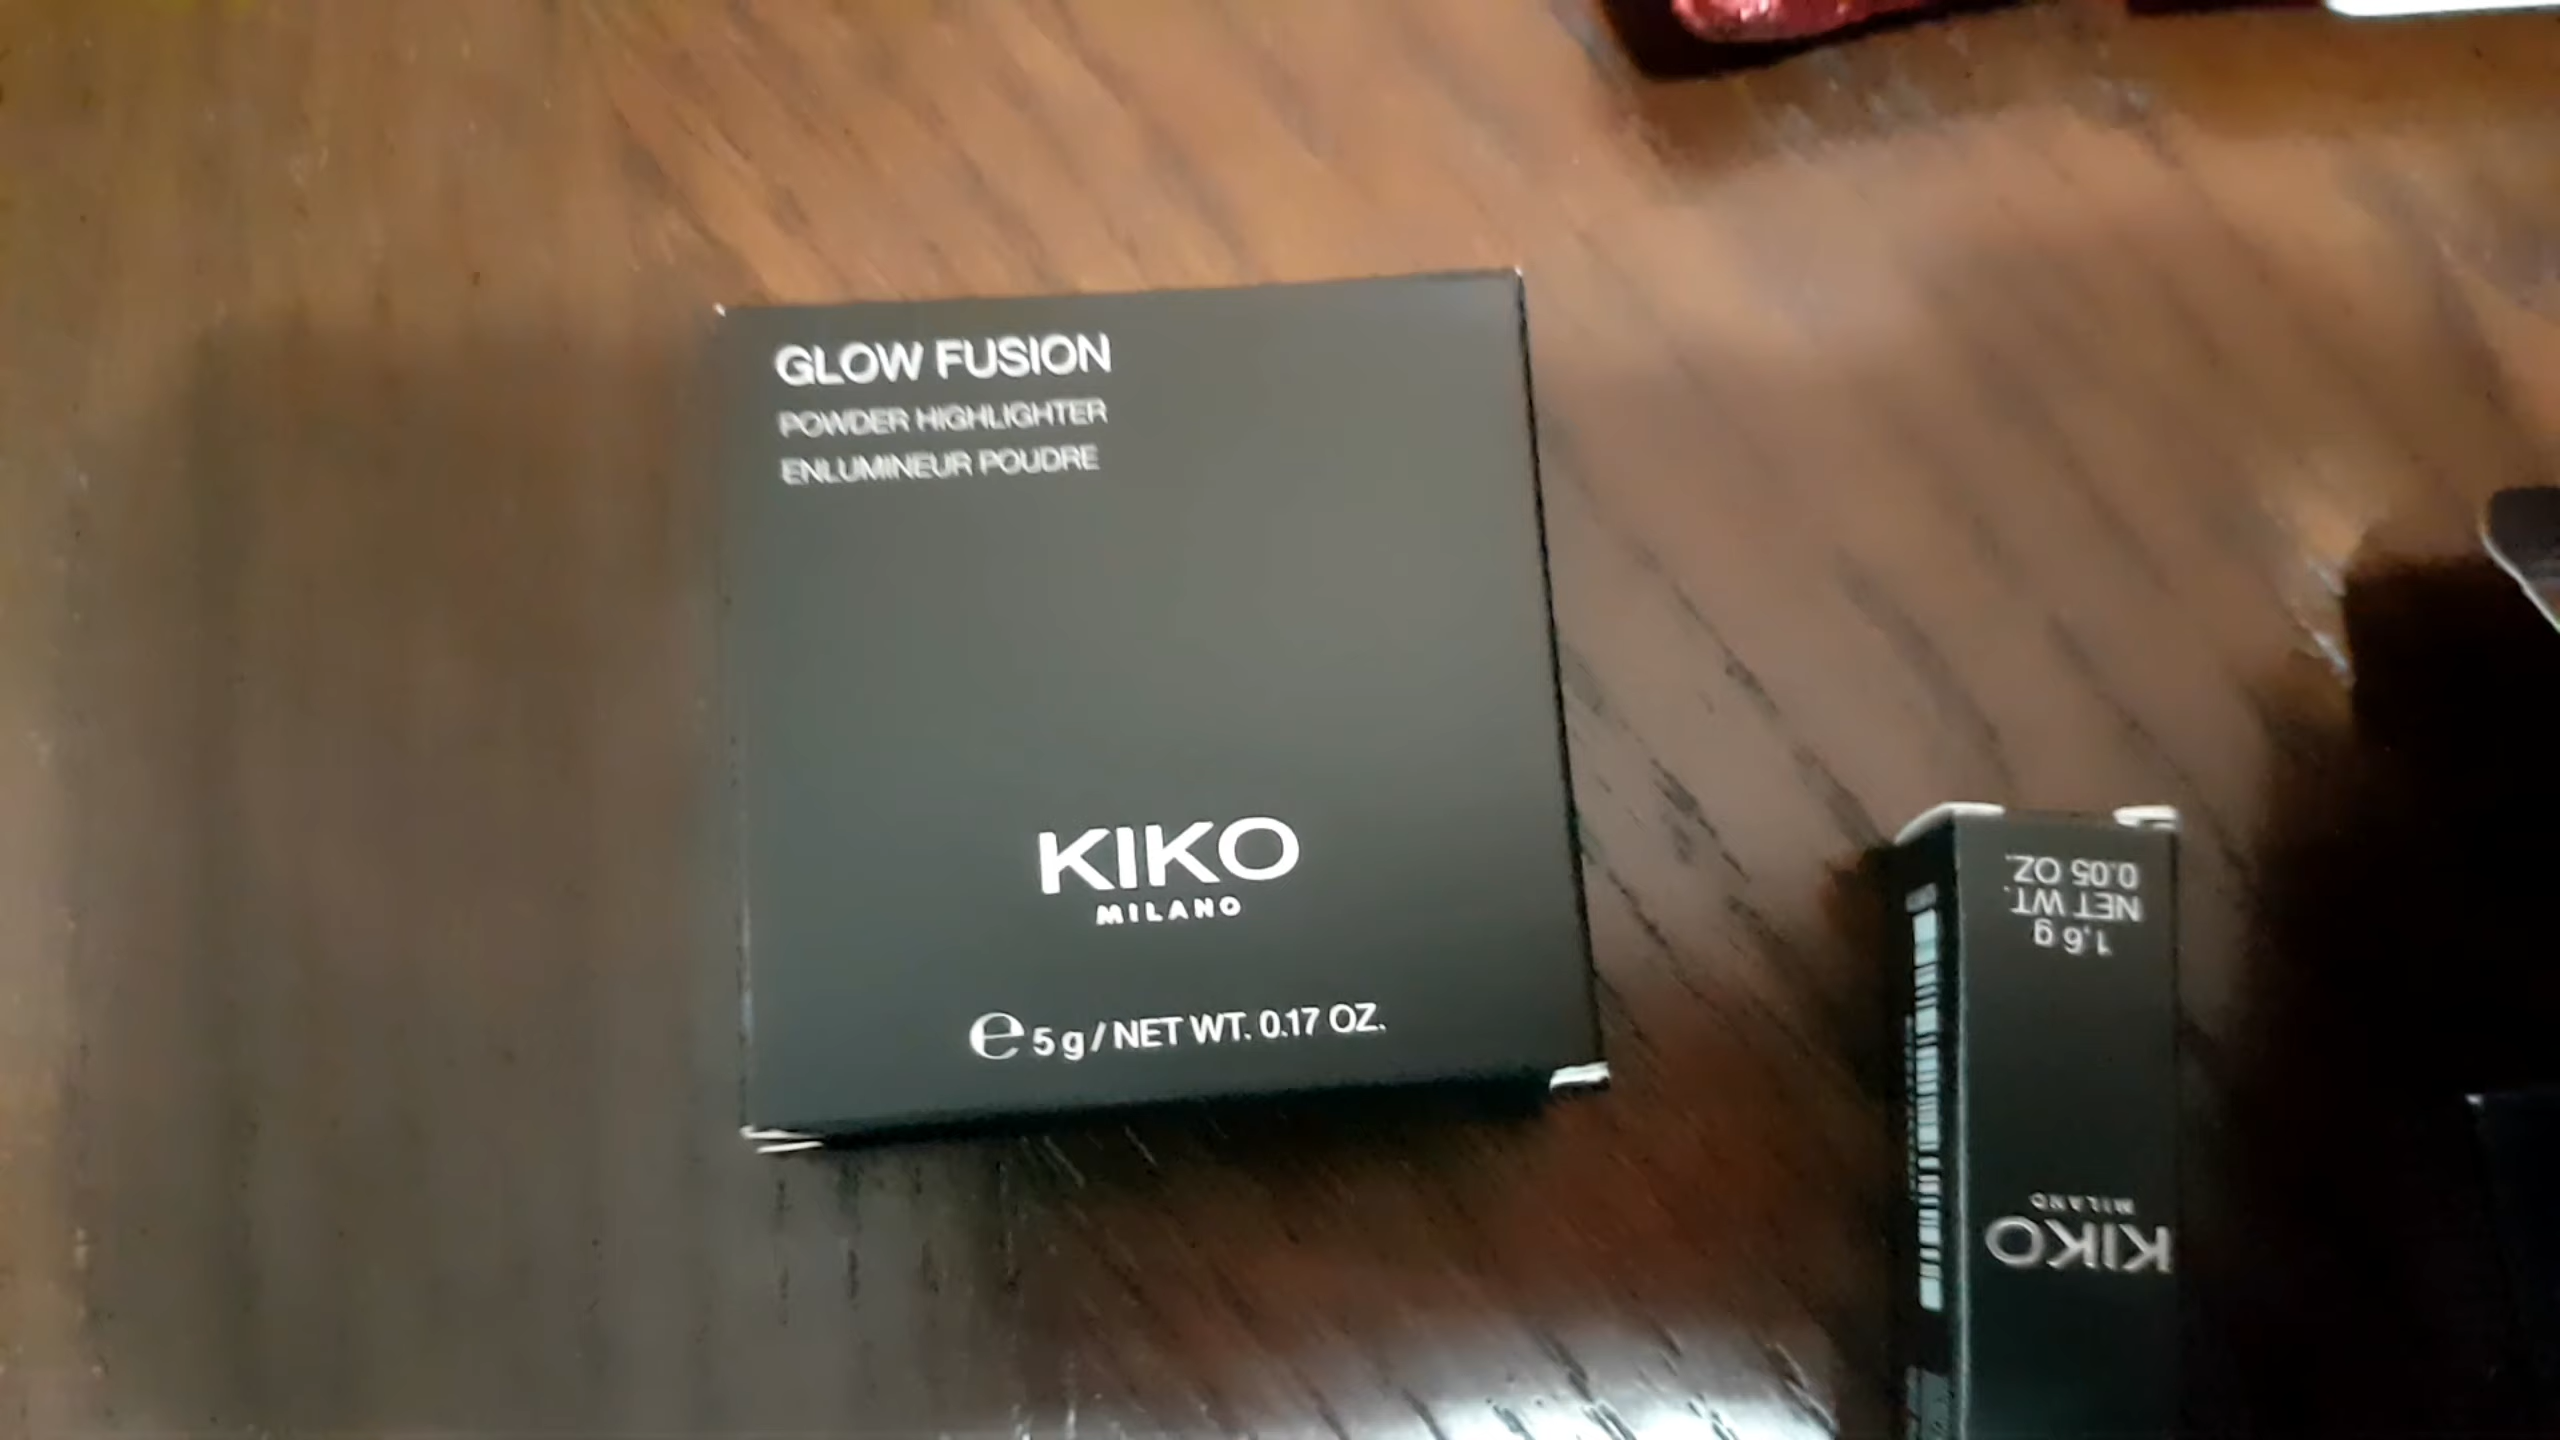 GLOW FUSION
POWDER HIGHLIGHTER
ENLUMINEUR POUDRE
KIKO
MILANO
e 5 g / NET WT. 0.17 OZ.
KIKO
MILANO
1,6 g
NET WT.
0.05 OZ.